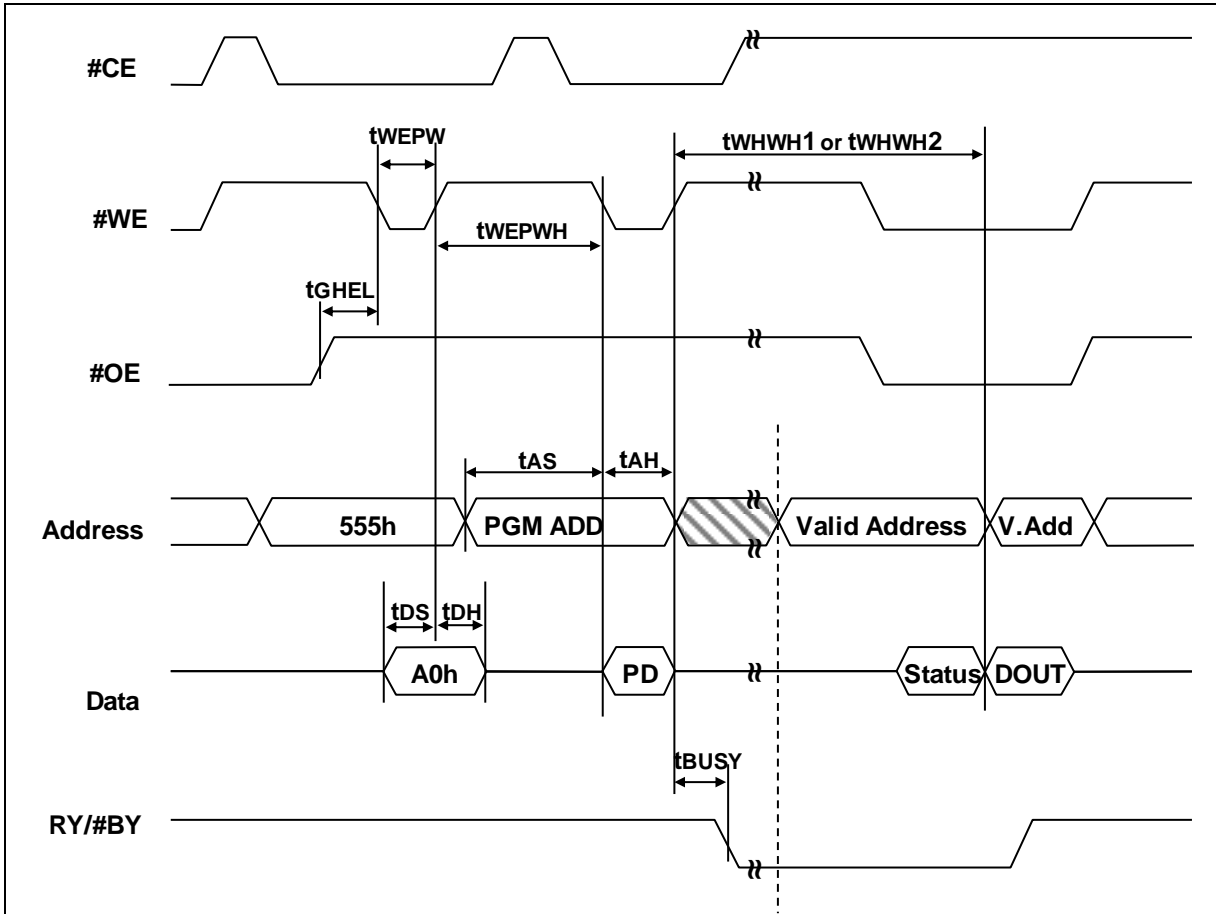 #CE
tWEPW
tWHWH1 or tWHWH2
#WE
tWEPWH
tGHEL
#OE
tAS
tAH
Address
555h
PGM ADD
Valid Address
V.Add
tDS
tDH
A0h
PD
Status
DOUT
Data
tBUSY
RY/#BY